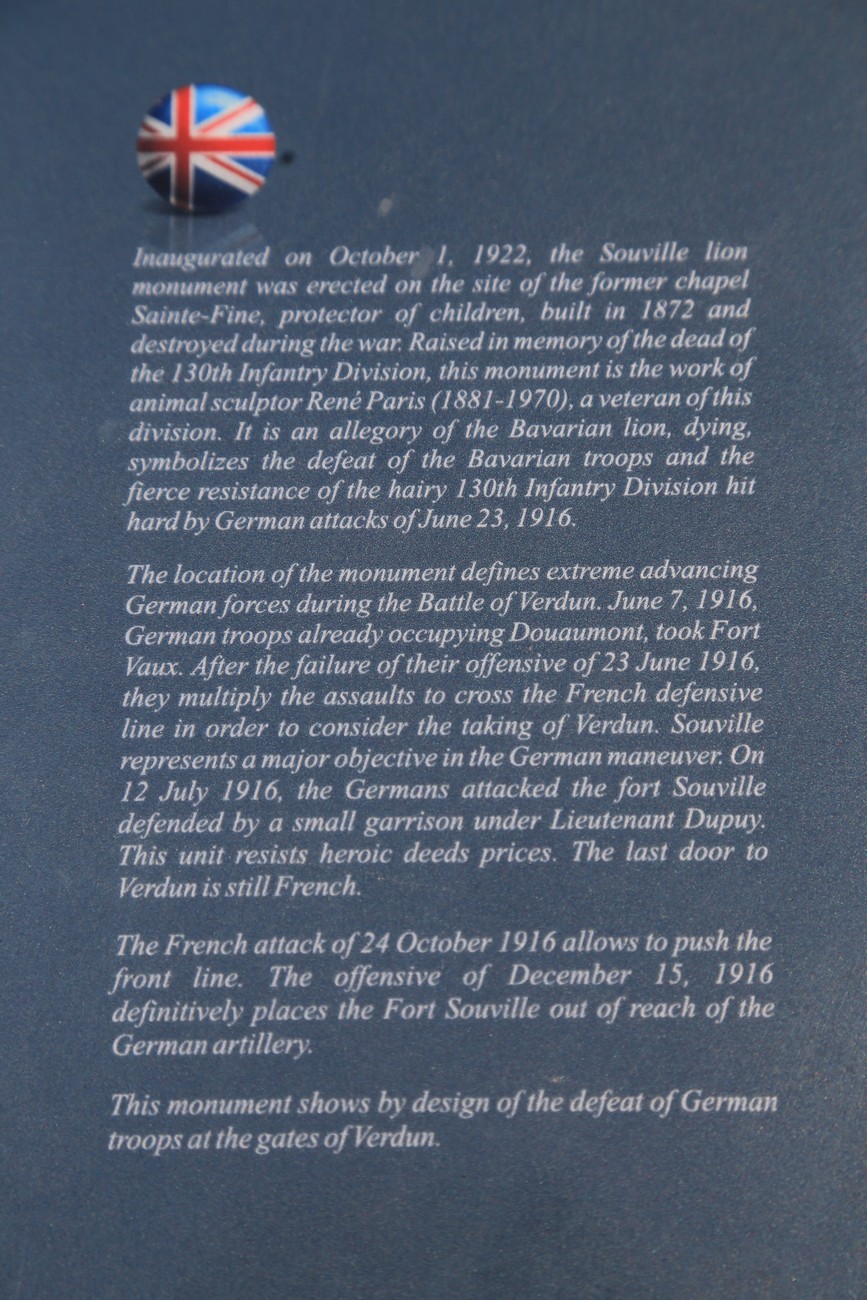 Inaugurated on October 1, 1922, the Souville lion
monument was erected on the site of the former chapel
Sainte-Fine, protector of children, built in 1872 and
destroyed during the war. Raised in memory of the dead of
the 130th Infantry Division, this monument is the work of
animal sculptor René Paris (1881-1970), a veteran of this
division. It is an allegory of the Bavarian lion, dying,
symbolizes the defeat of the Bavarian troops and the
fierce resistance of the hairy 130th Infantry Division hit
hard by German attacks of June 23, 1916.
The location of the monument defines extreme advancing
German forces during the Battle of Verdun. June 7, 1916,
German troops already occupying Douaumont, took Fort
Vaux. After the failure of their offensive of 23 June 1916,
they multiply the assaults to cross the French defensive
line in order to consider the taking of Verdun. Souville
represents a major objective in the German maneuver. On
12 July 1916, the Germans attacked the fort Souville
defended by a small garrison under Lieutenant Dupuy.
This unit resists heroic deeds prices. The last door to
Verdun is still French.
The French attack of 24 October 1916 allows to push the
front line. The offensive of December 15, 1916
definitively places the Fort Souville out of reach of the
German artillery.
This monument shows by design of the defeat of German
troops at the gates of Verdun.